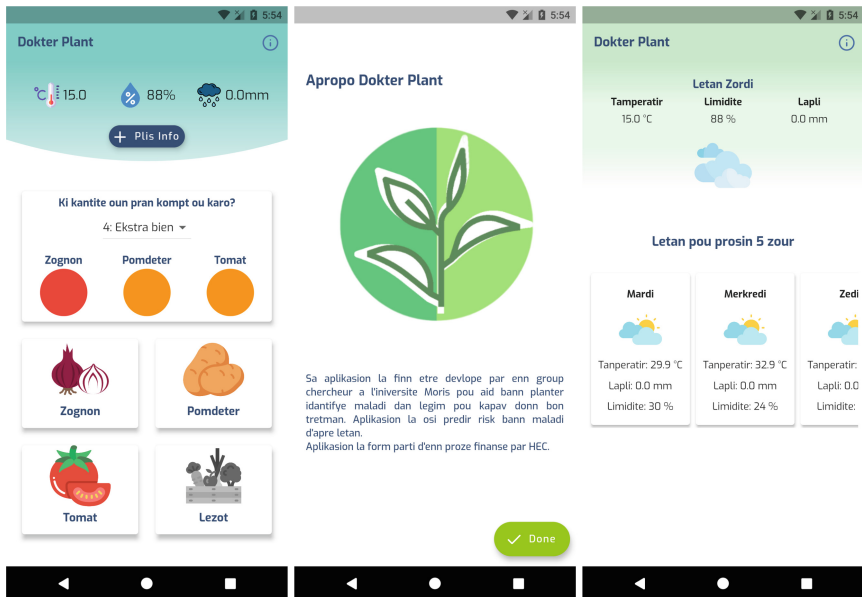 5:54
Dokter Plant
°C 15.0
88%
0.0mm
+ Plis Info
Ki kantite oun pran kompt ou karo?
4: Ekstra bien
Zognon Pomdeter Tomat
Zognon
Pomdeter
Tomat
Lezot
5:54
Apropo Dokter Plant
Sa aplikasion la finn etre devlope par enn group
chercheur a l'iniversite Moris pou aid bann planter
idantifye maladi dan legim pou kapav donn bon
tretman. Aplikasion la osi predir risk bann maladi
d'apre letan.
Aplikasion la form parti d'enn proze finanse par HEC.
Done
5:54
Dokter Plant
Letan Zordi
Tamperatir Limidite Lapli
15.0 °C 88 % 0.0 mm
Letan pou prosin 5 zour
Mardi
Tanperatir: 29.9 °C
Lapli: 0.0 mm
Limidite: 30 %
Merkredi
Tanperatir: 32.9 °C
Lapli: 0.0 mm
Limidite: 24 %
Zedi
Tanperatir:
Lapli: 0.0
Limidite: